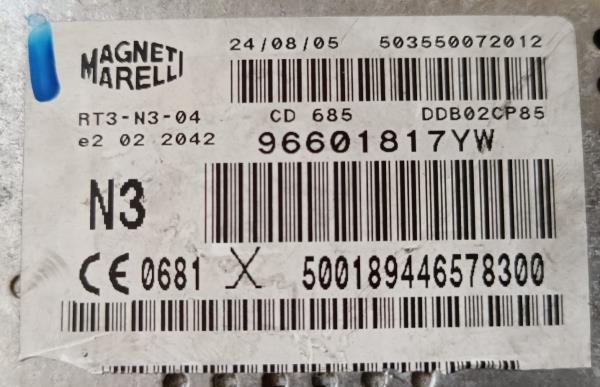 MAGNETI MARELLI
24/08/05 503550072012
RT3-N3-04 CD 685 DDB02CP85
e2 02 2042 96601817YW
N3
CE 0681 X 500189446578300